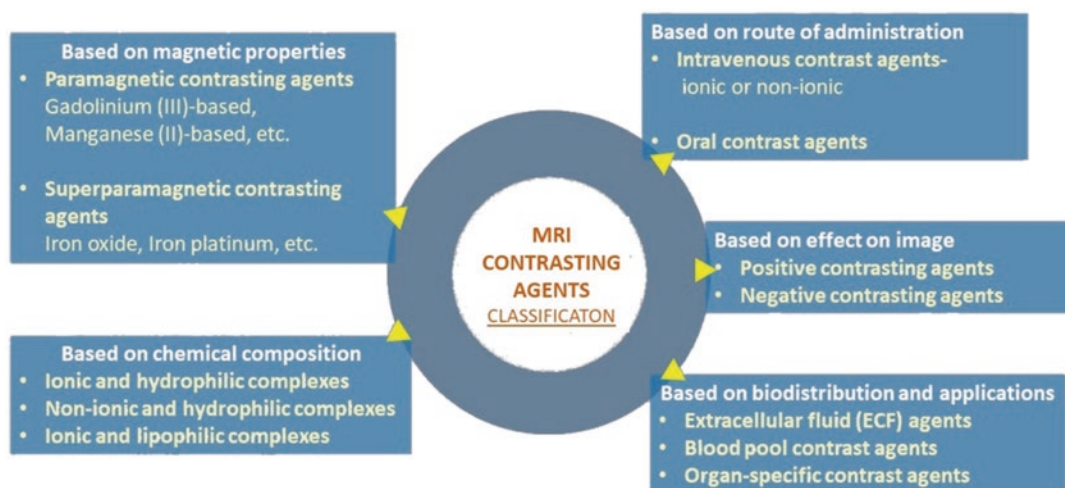 Based on magnetic properties
• Paramagnetic contrasting agents
Gadolinium (III)-based,
Manganese (II)-based, etc.
• Superparamagnetic contrasting
agents
Iron oxide, Iron platinum, etc.
Based on chemical composition
• Ionic and hydrophilic complexes
• Non-ionic and hydrophilic complexes
• Ionic and lipophilic complexes
MRI
CONTRASTING
AGENTS
CLASSIFICATON
Based on route of administration
• Intravenous contrast agents-
ionic or non-ionic
• Oral contrast agents
Based on effect on image
• Positive contrasting agents
• Negative contrasting agents
Based on biodistribution and applications
• Extracellular fluid (ECF) agents
• Blood pool contrast agents
• Organ-specific contrast agents